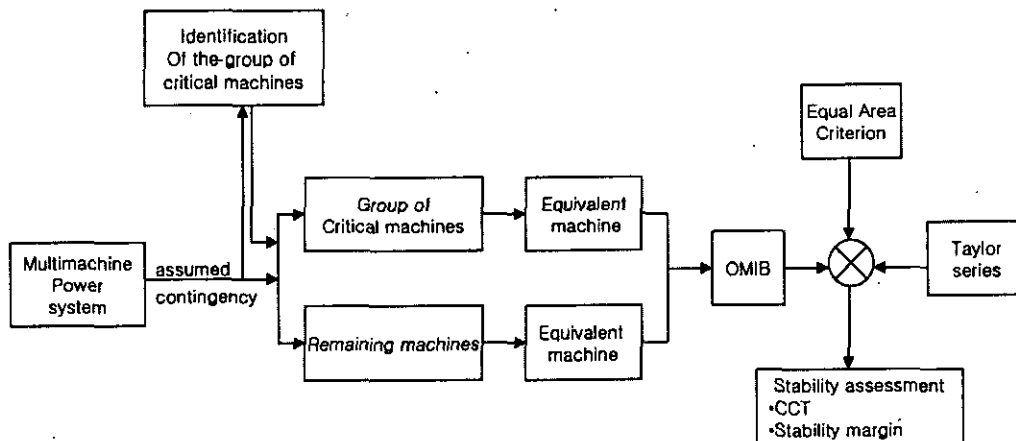 Identification
Of the-group of
critical machines
Equal Area
Criterion
Group of
Critical machines
Equivalent
machine
Multimachine
Power
system
assumed
contingency
OMIB
Taylor
series
Remaining machines
Equivalent
machine
Stability assessment
•CCT
•Stability margin